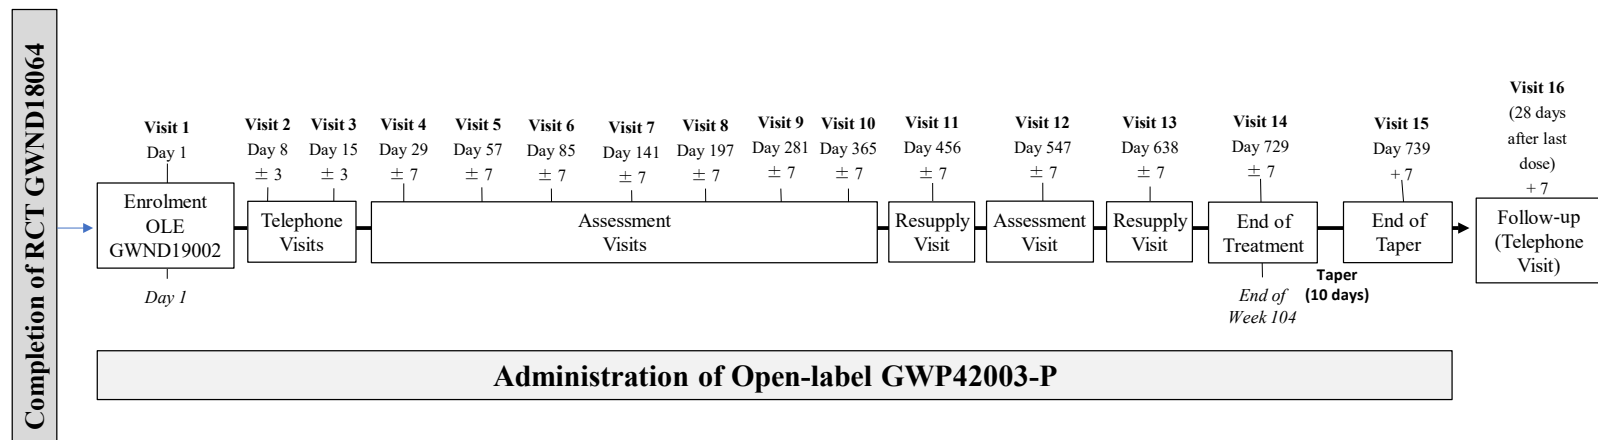 Completion of RCT GWND18064
Visit 1
Day 1
Enrolment
OLE
GWND19002
Day 1
Visit 2
Day 8
± 3
Visit 3
Day 15
± 3
Telephone
Visits
Visit 4
Day 29
± 7
Visit 5
Day 57
± 7
Visit 6
Day 85
± 7
Visit 7
Day 141
± 7
Visit 8
Day 197
± 7
Visit 9
Day 281
± 7
Visit 10
Day 365
± 7
Assessment
Visits
Visit 11
Day 456
± 7
Resupply
Visit
Visit 12
Day 547
± 7
Assessment
Visit
Visit 13
Day 638
± 7
Resupply
Visit
Visit 14
Day 729
± 7
End of
Treatment
End of
Week 104
Taper
(10 days)
Visit 15
Day 739
+ 7
End of
Taper
Visit 16
(28 days
after last
dose)
+ 7
Follow-up
(Telephone
Visit)
Administration of Open-label GWP42003-P